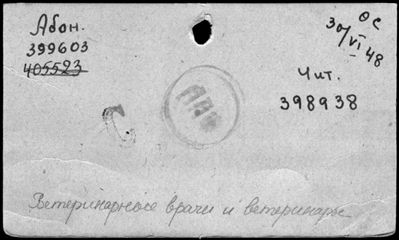 Абон.
399603
405523
ОС
30/VI 48
Чит.
398938
С
Ветеринарные врачи и ветеринары